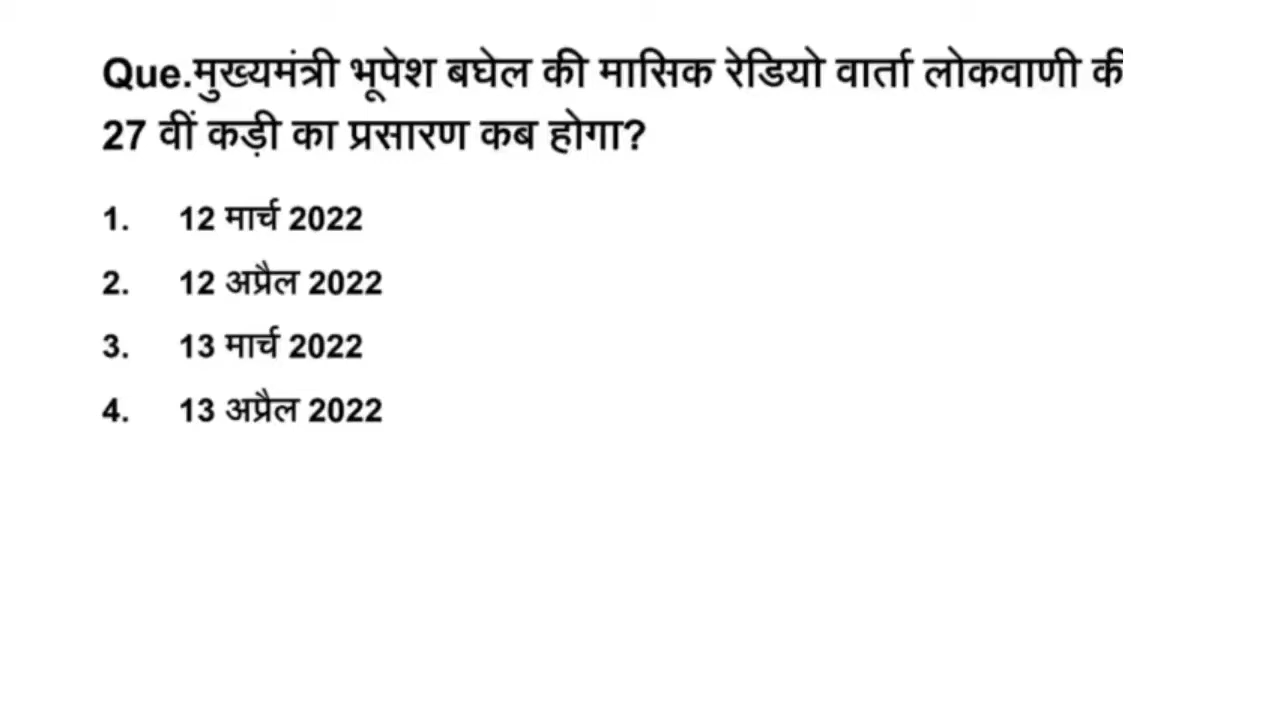 Que.मुख्यमंत्री भूपेश बघेल की मासिक रेडियो वार्ता लोकवाणी की
27 वीं कड़ी का प्रसारण कब होगा?
1. 12 मार्च 2022
2. 12 अप्रैल 2022
3. 13 मार्च 2022
4. 13 अप्रैल 2022